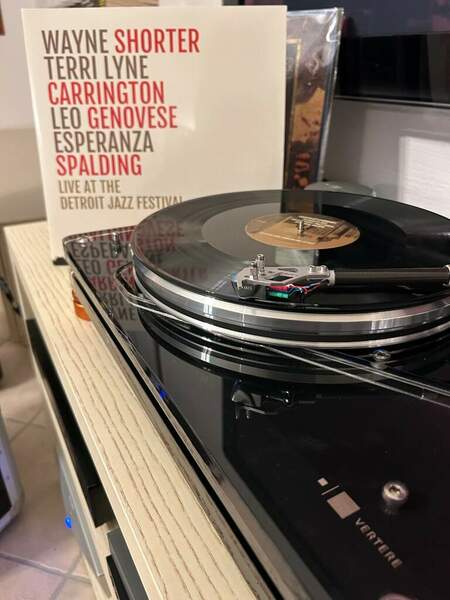 WAYNE SHORTER
TERRI LYNE
CARRINGTON
LEO GENOVESE
ESPERANZA
SPALDING
LIVE AT THE
DETROIT JAZZ FESTIVAL
VERTERE